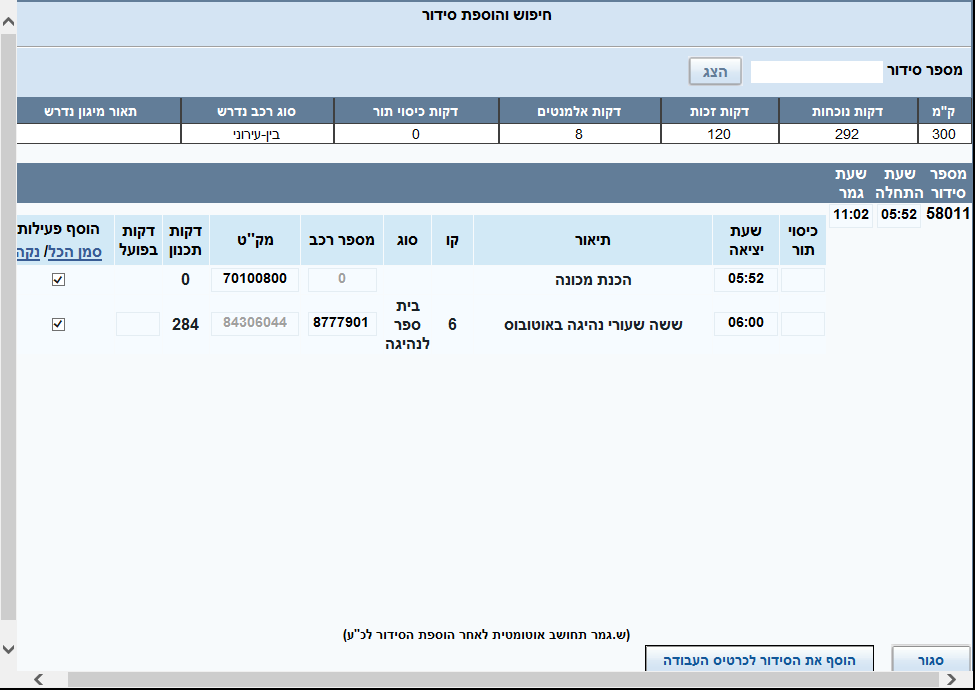 חיפוש והוספת סידור
מספר סידור הצג
ק"מ דקות נוכחות דקות זכות דקות אלמנטים דקות כיסוי תור סוג רכב נדרש תאור מיגון נדרש
300 292 120 8 0 בין-עירוני
מספר סידור שעת התחלה שעת גמר
58011 05:52 11:02
כיסוי תור שעת יציאה תיאור קו סוג מספר רכב מק"ט דקות תכנון דקות בפועל הוסף פעילות
סמן הכל/ נקה
05:52 הכנת מכונה 0 70100800 0
06:00 ששה שעורי נהיגה באוטובוס 6 בית ספר לנהיגה 8777901 84306044 284
(ש.גמר תחושב אוטומטית לאחר הוספת הסידור לכ"ע)
סגור הוסף את הסידור לכרטיס העבודה